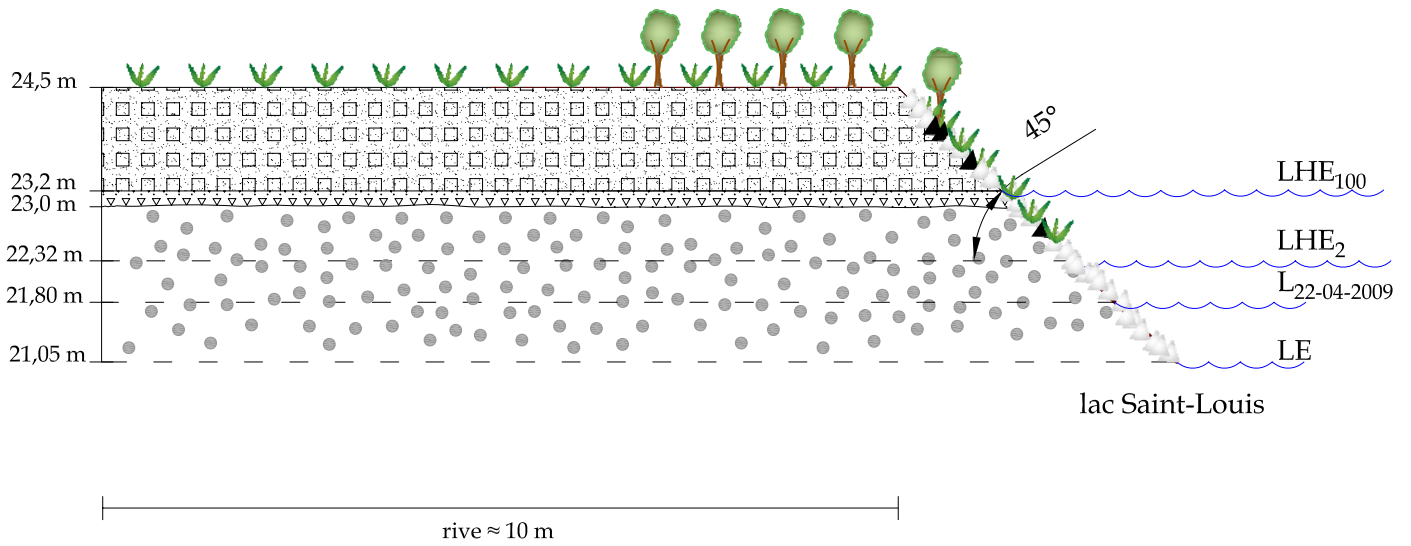 24,5 m
45°
23,2 m
LHE100
23,0 m
22,32 m
LHE2
21,80 m
L22-04-2009
21,05 m
LE
lac Saint-Louis
rive ≈ 10 m